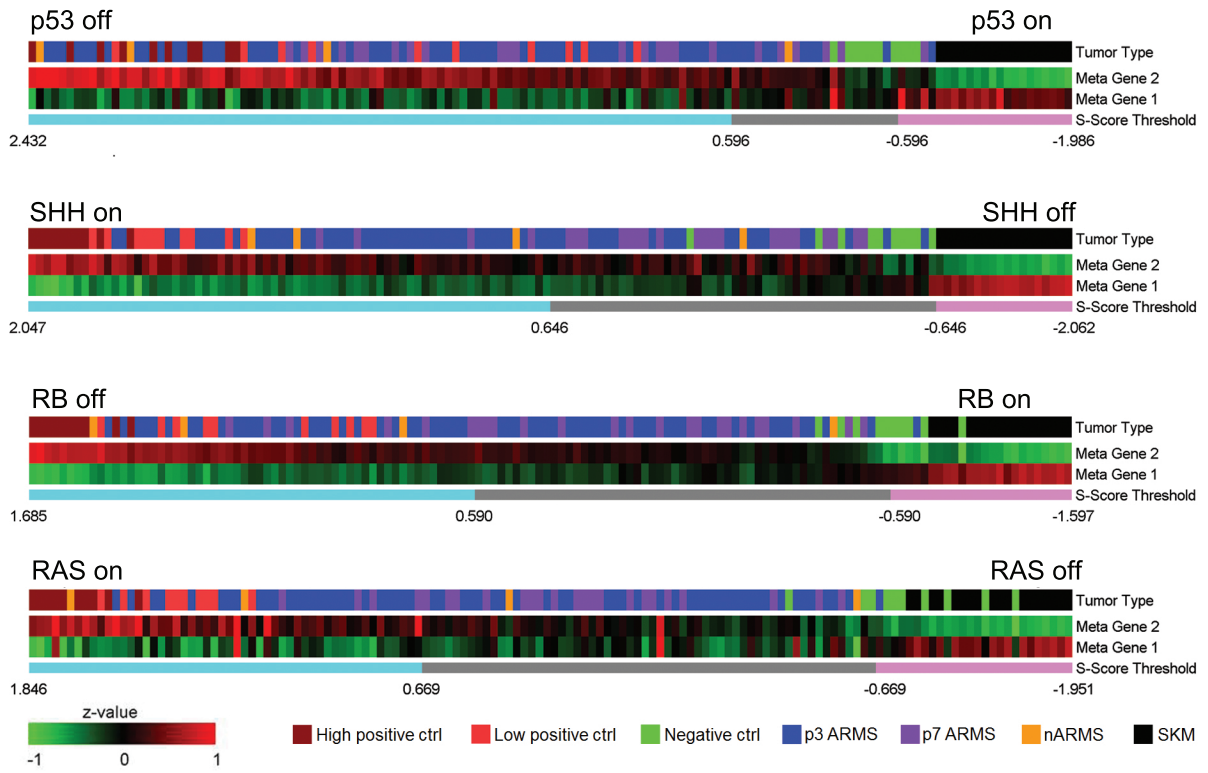 p53 off p53 on
Tumor Type
Meta Gene 2
Meta Gene 1
S-Score Threshold
2.432 0.596 -0.596 -1.986
SHH on SHH off
Tumor Type
Meta Gene 2
Meta Gene 1
S-Score Threshold
2.047 0.646 -0.646 -2.062
RB off RB on
Tumor Type
Meta Gene 2
Meta Gene 1
S-Score Threshold
1.685 0.590 -0.590 -1.597
RAS on RAS off
Tumor Type
Meta Gene 2
Meta Gene 1
S-Score Threshold
1.846 0.669 -0.669 -1.951
z-value
-1 0 1
High positive ctrl Low positive ctrl Negative ctrl p3 ARMS p7 ARMS nARMS SKM